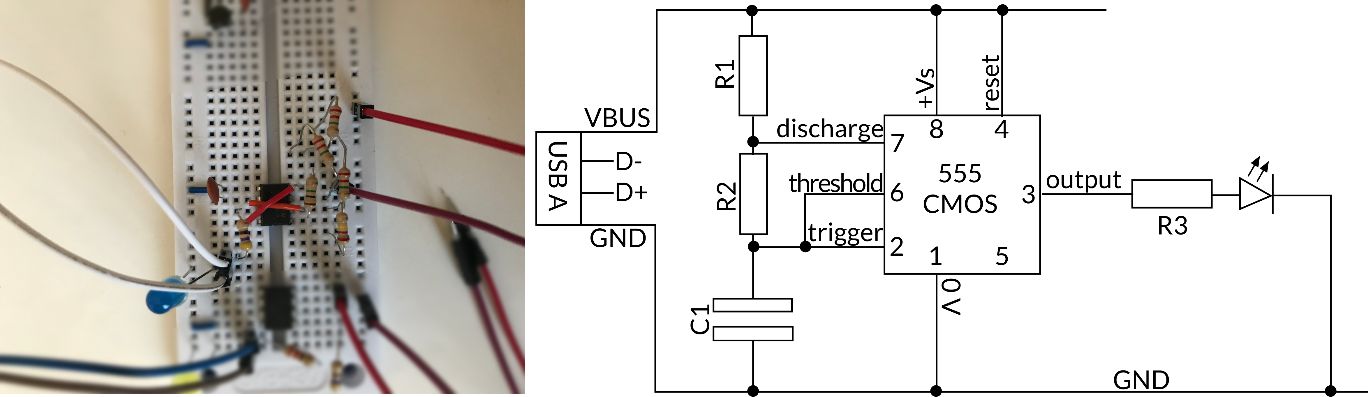 VBUS
USB A
D-
D+
GND
R1
R2
C1
discharge
threshold
trigger
+Vs
reset
8
4
7
6
2
555
CMOS
3
1
5
0V
output
R3
GND